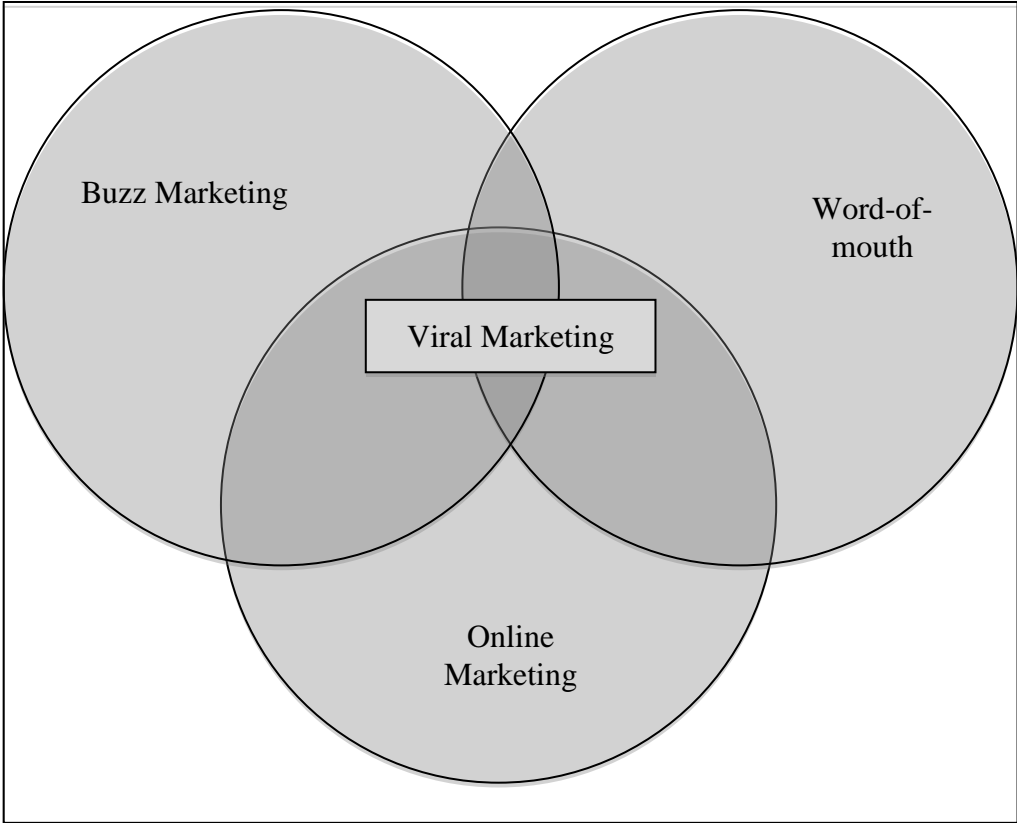 Buzz Marketing
Word-of-
mouth
Viral Marketing
Online
Marketing